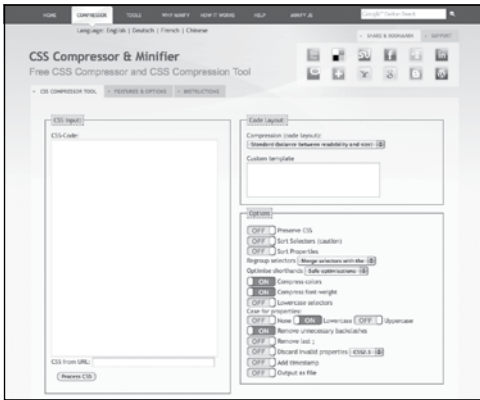 HOME COMPRESSOR TOOLS WHY MINIFY HOW IT WORKS HELP MINIFY JS
Language: English | Deutsch | French | Chinese
SHARE & BOOKMARK SUPPORT
CSS Compressor & Minifier
Free CSS Compressor and CSS Compression Tool
CSS COMPRESSOR TOOL FEATURES & OPTIONS INSTRUCTIONS
CSS Input:
CSS-Code:
CSS from URL:
Process CSS
Code Layout:
Compression (code layout):
Standard (balance between readability and size)
Custom template
Options
OFF Preserve CSS
OFF Sort Selectors (caution)
OFF Sort Properties
Regroup selectors Merge selectors with the
Optimise shorthands Safe optimisations
ON Compress colors
ON Compress font weight
OFF Lowercase selectors
Case for properties:
OFF None ON Lowercase OFF Uppercase
ON Remove unnecessary backslashes
OFF Remove last ;
OFF Discard invalid properties CSS2.1
OFF Add timestamp
OFF Output as file